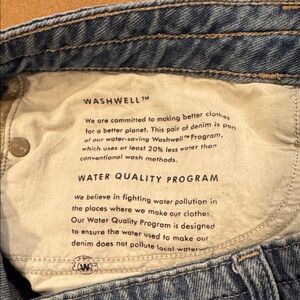 WASHWELL™
We are committed to making better clothes
for a better planet. This pair of denim is part
of our water-saving Washwell™ Program,
which uses at least 20% less water than
conventional wash methods.
WATER QUALITY PROGRAM
We believe in fighting water pollution in
the places where we make our clothes.
Our Water Quality Program is designed
to ensure the water used to make our
denim does not pollute local waterways.
W